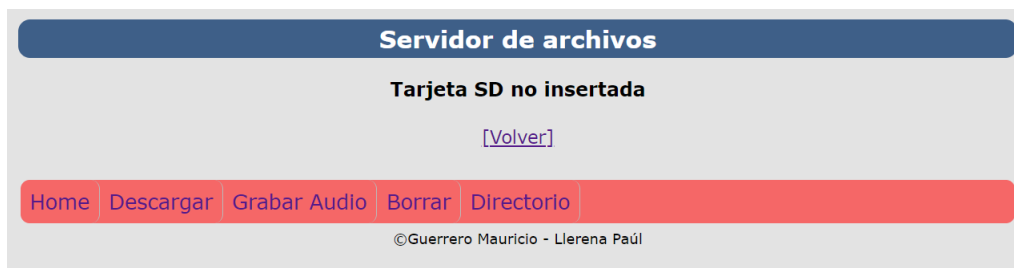 Servidor de archivos
Tarjeta SD no insertada
[Volver]
Home Descargar Grabar Audio Borrar Directorio
©Guerrero Mauricio - Llerena Paúl